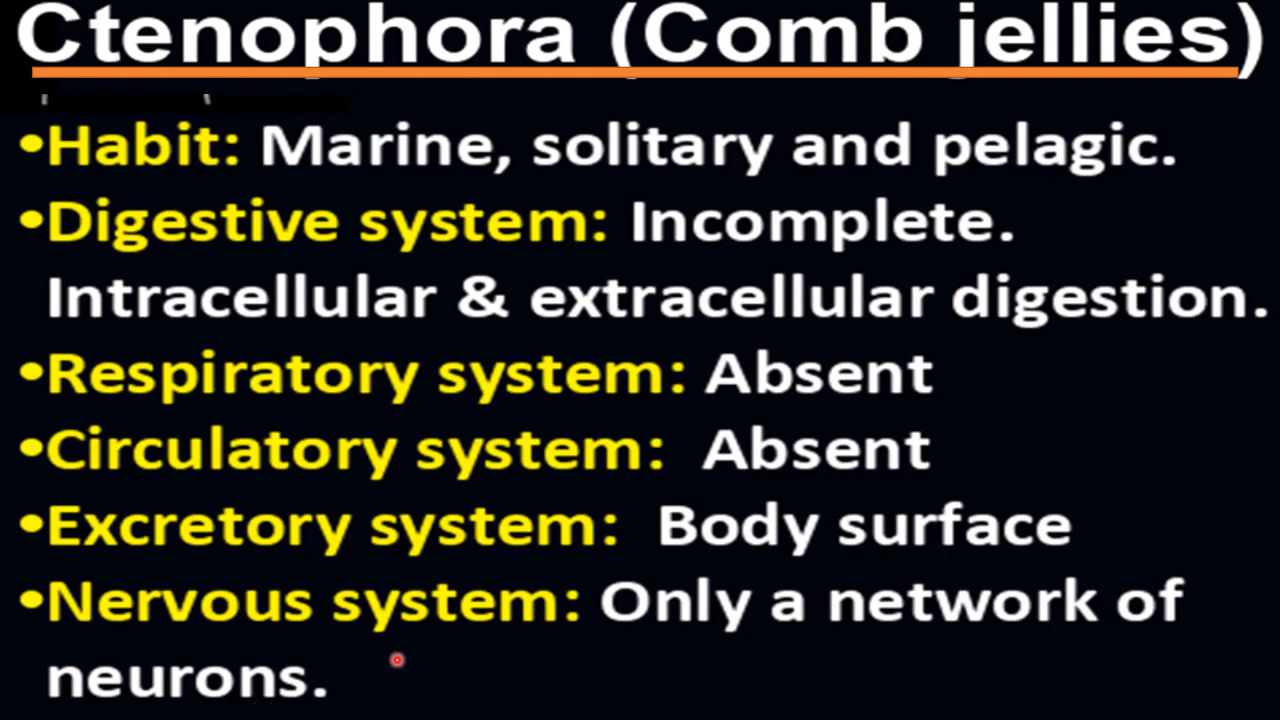 Ctenophora (Comb jellies)
•Habit: Marine, solitary and pelagic.
•Digestive system: Incomplete.
Intracellular & extracellular digestion.
•Respiratory system: Absent
•Circulatory system: Absent
•Excretory system: Body surface
•Nervous system: Only a network of
neurons.